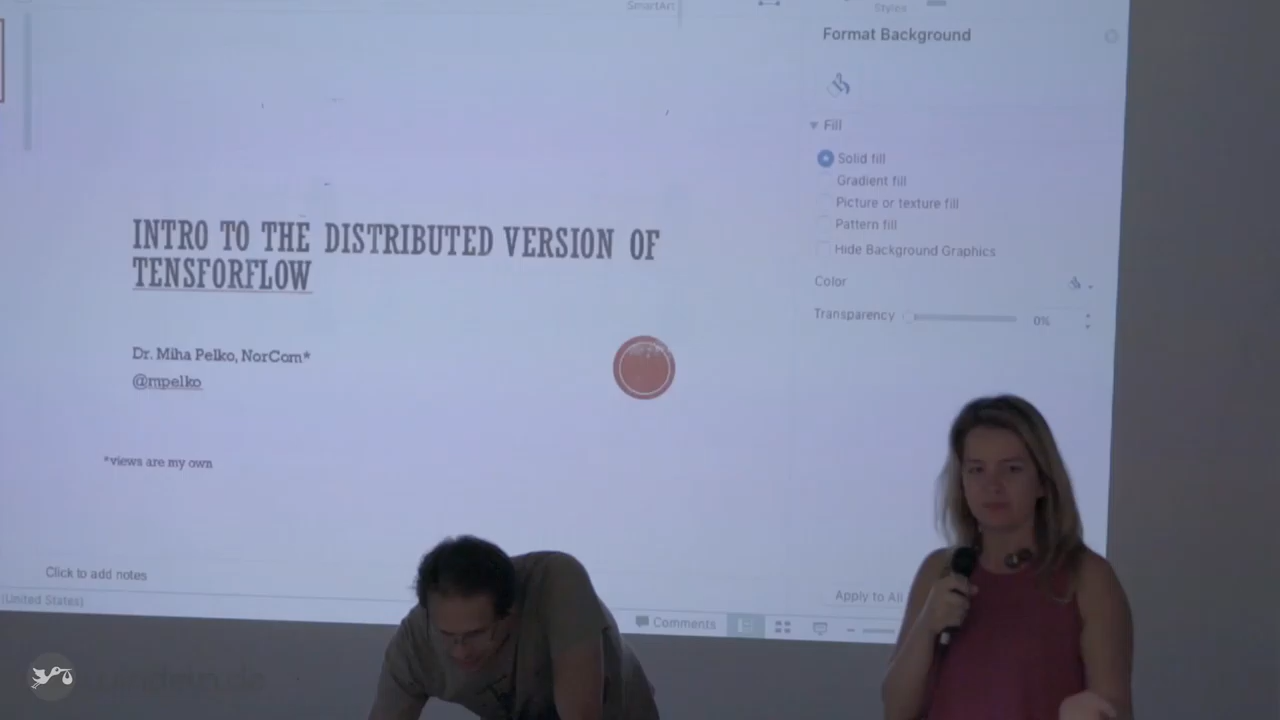 SmartArt
Styles
Format Background
Fill
Solid fill
Gradient fill
Picture or texture fill
Pattern fill
Hide Background Graphics
Color
Transparency
0%
INTRO TO THE DISTRIBUTED VERSION OF
TENSFORFLOW
Dr. Miha Pelko, NorCom*
@mpelko
*views are my own
Click to add notes
(United States)
Comments
Apply to All